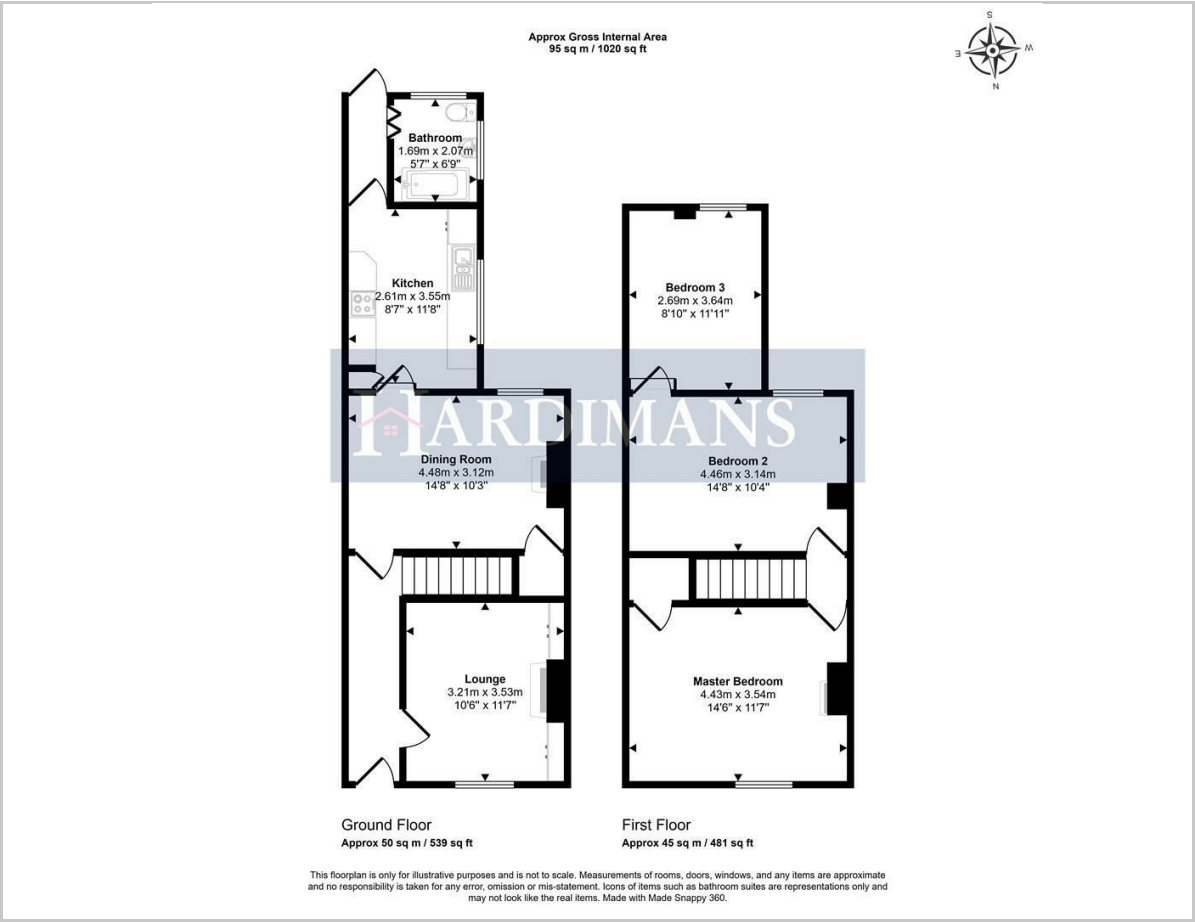 Approx Gross Internal Area
95 sq m / 1020 sq ft
S
E
W
N
Bathroom
1.69m x 2.07m
5'7" x 6'9"
Kitchen
2.61m x 3.55m
8'7" x 11'8"
Bedroom 3
2.69m x 3.64m
8'10" x 11'11"
HARDIMANS
Dining Room
4.48m x 3.12m
14'8" x 10'3"
Bedroom 2
4.46m x 3.14m
14'8" x 10'4"
Lounge
3.21m x 3.53m
10'6" x 11'7"
Master Bedroom
4.43m x 3.54m
14'6" x 11'7"
Ground Floor
Approx 50 sq m / 539 sq ft
First Floor
Approx 45 sq m / 481 sq ft
This floorplan is only for illustrative purposes and is not to scale. Measurements of rooms, doors, windows, and any items are approximate
and no responsibility is taken for any error, omission or mis-statement. Icons of items such as bathroom suites are representations only and
may not look like the real items. Made with Made Snappy 360.